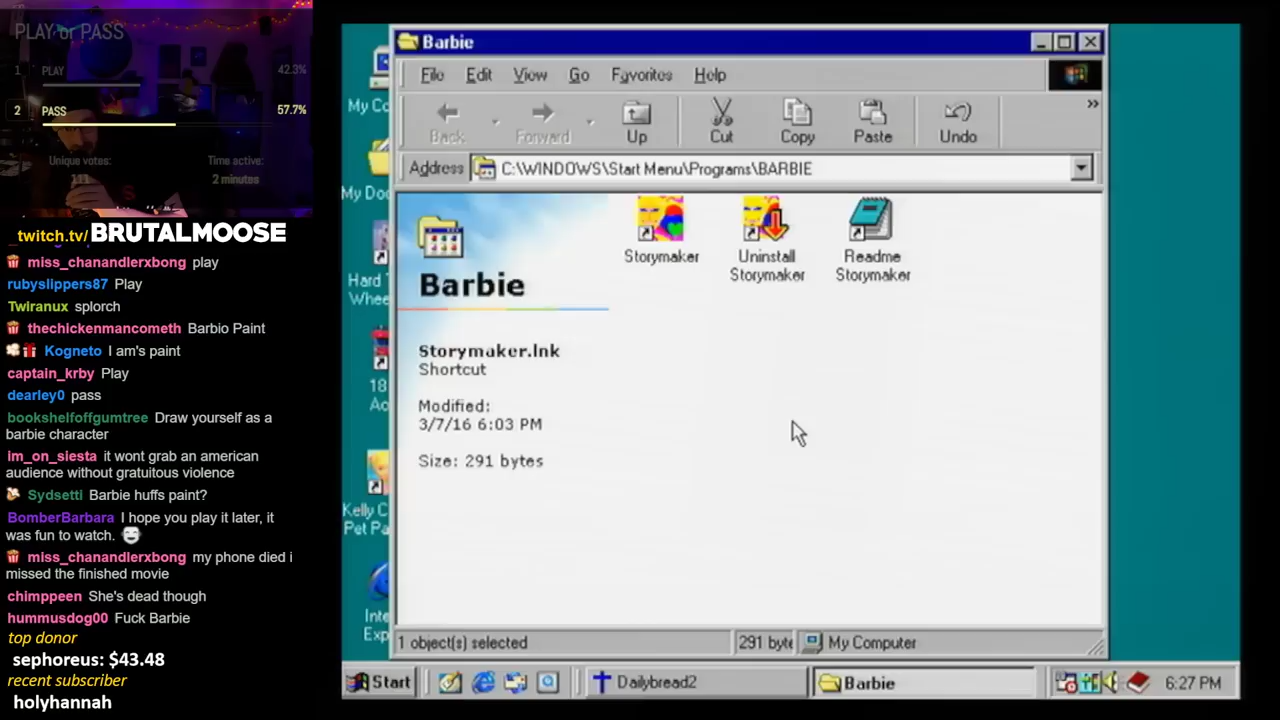 PLAY or PASS
1 PLAY 42.3%
2 PASS 57.7%
Unique votes: Time active:
111 2 minutes
twitch.tv/BRUTALMOOSE
miss_chanandlerxbong play
rubyslippers87 Play
Twiranux splorch
thechickenmancometh Barbio Paint
Kogneto I am's paint
captain_krby Play
dearley0 pass
bookshelfoffgumtree Draw yourself as a
barbie character
im_on_siesta it wont grab an american
audience without gratuitous violence
Sydsetti Barbie huffs paint?
BomberBarbara I hope you play it later, it
was fun to watch.
miss_chanandlerxbong my phone died i
missed the finished movie
chimppeen She's dead though
hummusdog00 Fuck Barbie
top donor
sephoreus: $43.48
recent subscriber
holyhannah
My Co
My Do
Hard T
Whee
18
Ac
Kelly C
Pet Pa
Inte
Exp
Barbie
File Edit View Go Favorites Help
Back Forward Up Cut Copy Paste Undo
Address C:\WINDOWS\Start Menu\Programs\BARBIE
Storymaker
Uninstall
Storymaker
Readme
Storymaker
Barbie
Storymaker.lnk
Shortcut
Modified:
3/7/16 6:03 PM
Size: 291 bytes
1 object(s) selected 291 byte My Computer
Start Dailybread2 Barbie 6:27 PM